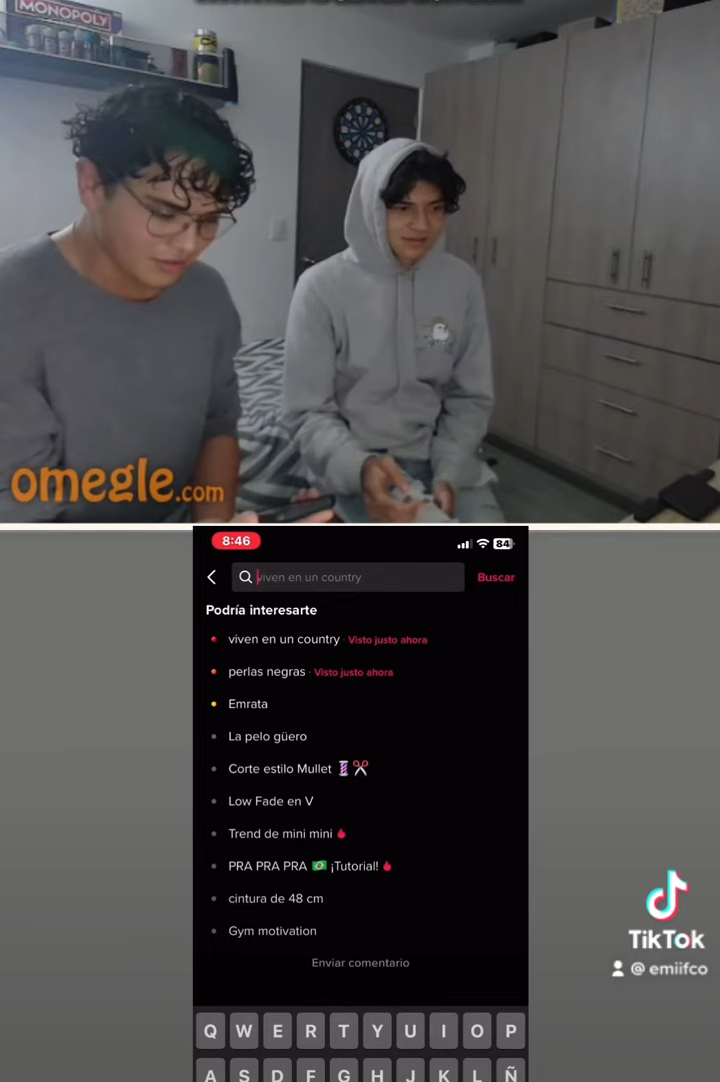 MONOPOLY
omegle.com
8:46
84
viven en un country
Buscar
Podría interesarte
viven en un country · Visto justo ahora
perlas negras · Visto justo ahora
Emrata
La pelo güero
Corte estilo Mullet 💈✂️
Low Fade en V
Trend de mini mini
PRA PRA PRA 🇧🇷 ¡Tutorial!
cintura de 48 cm
Gym motivation
Enviar comentario
Q W E R T Y U I O P
A S D F G H J K L Ñ
TikTok
@ emiifco